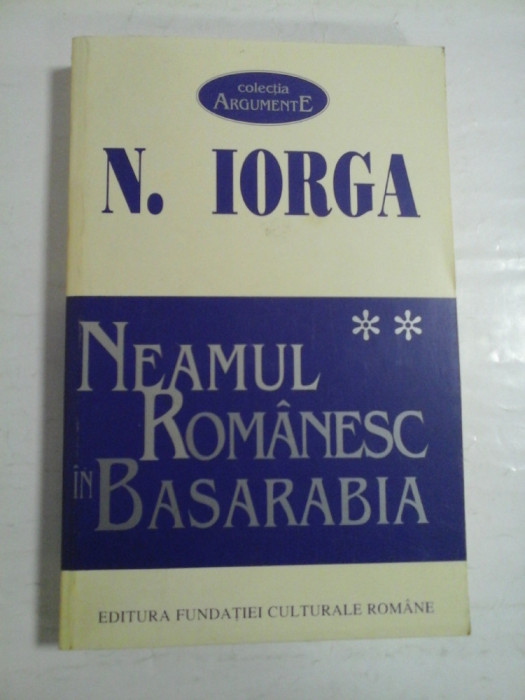 colecția
ARGUMENTE
N. IORGA
**
NEAMUL
ROMÂNESC
ÎN BASARABIA
EDITURA FUNDAȚIEI CULTURALE ROMÂNE